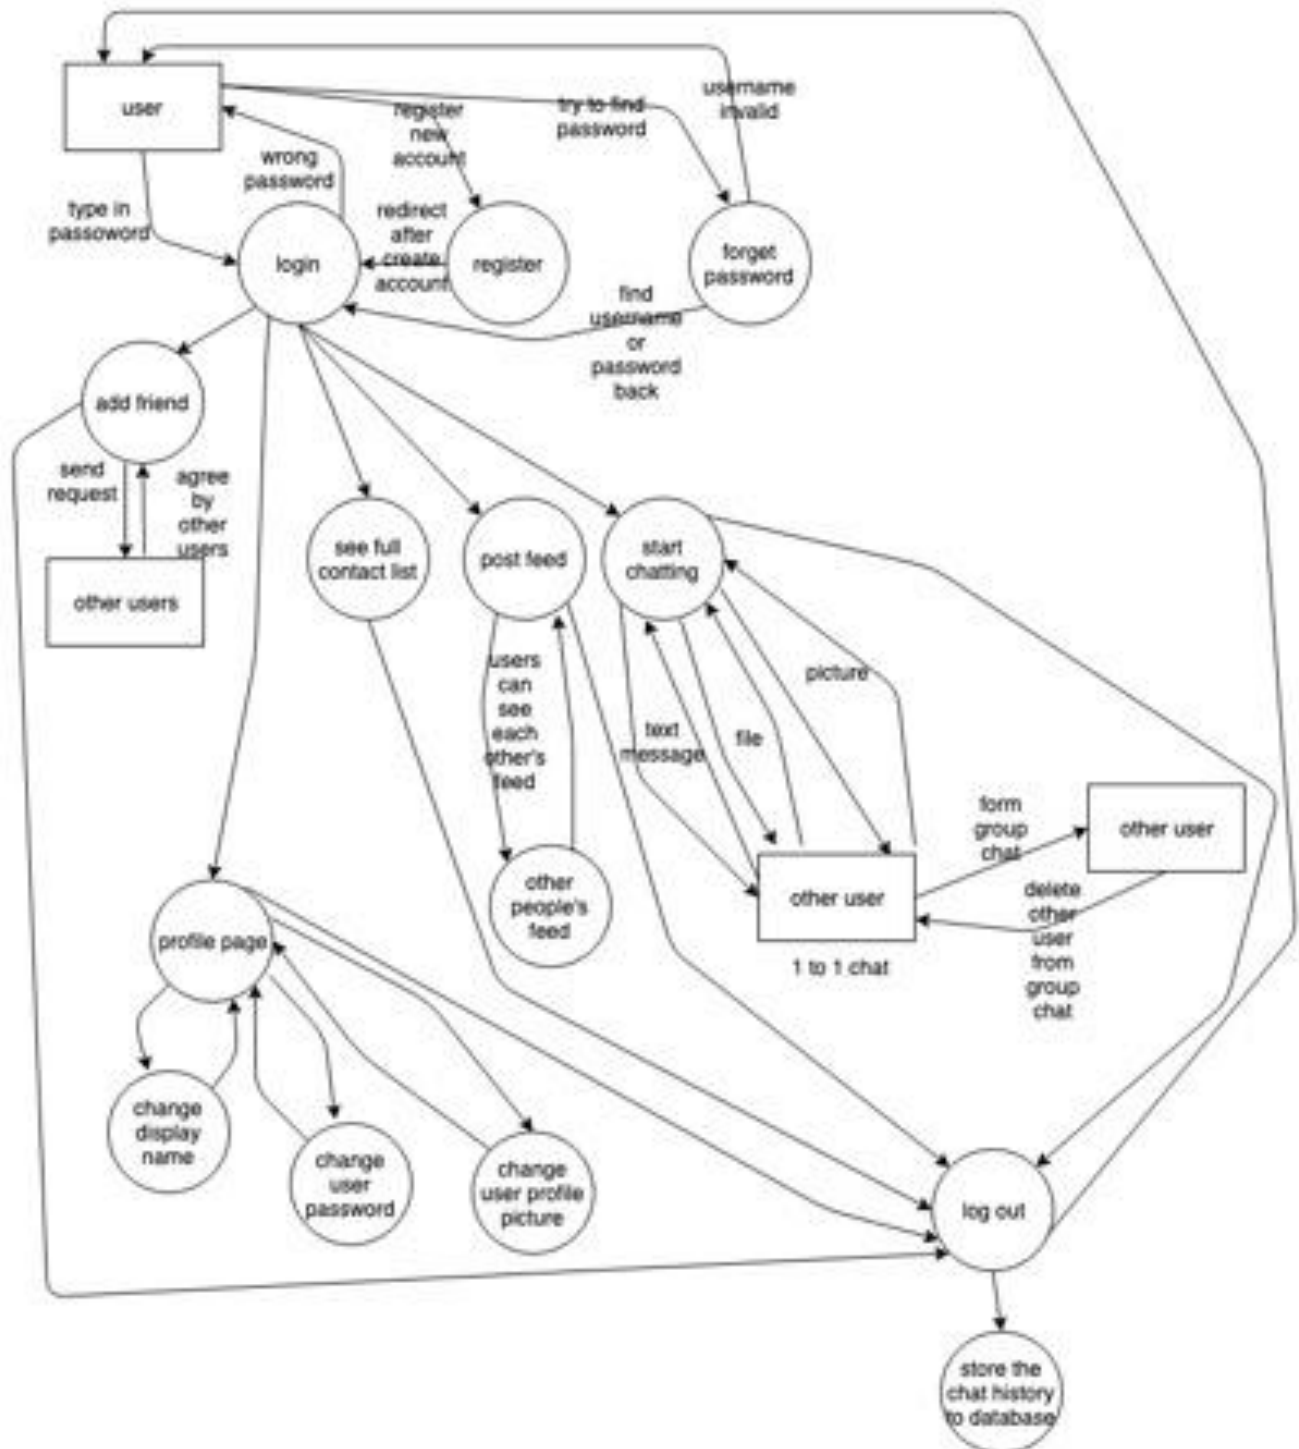 user
username
invalid
register
new
account
try to find
password
wrong
password
type in
passoword
redirect
after
create
account
login
register
forget
password
find
username
or
password
back
add friend
send
request
agree
by
other
users
other users
see full
contact list
post feed
start
chatting
users
can
see
each
other's
feed
text
message
file
picture
form
group
chat
other user
other
people's
feed
other user
1 to 1 chat
delete
other
user
from
group
chat
profile page
change
display
name
change
user
password
change
user profile
picture
log out
store the
chat history
to database